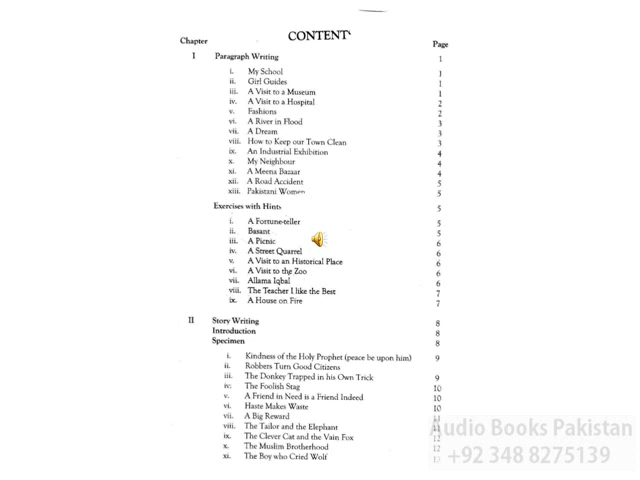 CONTENT
Chapter Page
I Paragraph Writing 1
i. My School 1
ii. Girl Guides 1
iii. A Visit to a Museum 1
iv. A Visit to a Hospital 2
v. Fashions 2
vi. A River in Flood 3
vii. A Dream 3
viii. How to Keep our Town Clean 3
ix. An Industrial Exhibition 4
x. My Neighbour 4
xi. A Meena Bazaar 4
xii. A Road Accident 5
xiii. Pakistani Women 5
Exercises with Hints 5
i. A Fortune-teller 5
ii. Basant 5
iii. A Picnic 6
iv. A Street Quarrel 6
v. A Visit to an Historical Place 6
vi. A Visit to the Zoo 6
vii. Allama Iqbal 6
viii. The Teacher I like the Best 7
ix. A House on Fire 7
II Story Writing 8
Introduction 8
Specimen 8
i. Kindness of the Holy Prophet (peace be upon him) 9
ii. Robbers Turn Good Citizens
iii. The Donkey Trapped in his Own Trick 9
iv. The Foolish Stag 10
v. A Friend in Need is a Friend Indeed 10
vi. Haste Makes Waste 10
vii. A Big Reward 11
viii. The Tailor and the Elephant 11
ix. The Clever Cat and the Vain Fox 12
x. The Muslim Brotherhood 12
xi. The Boy who Cried Wolf
Audio Books Pakistan
+92 348 8275139